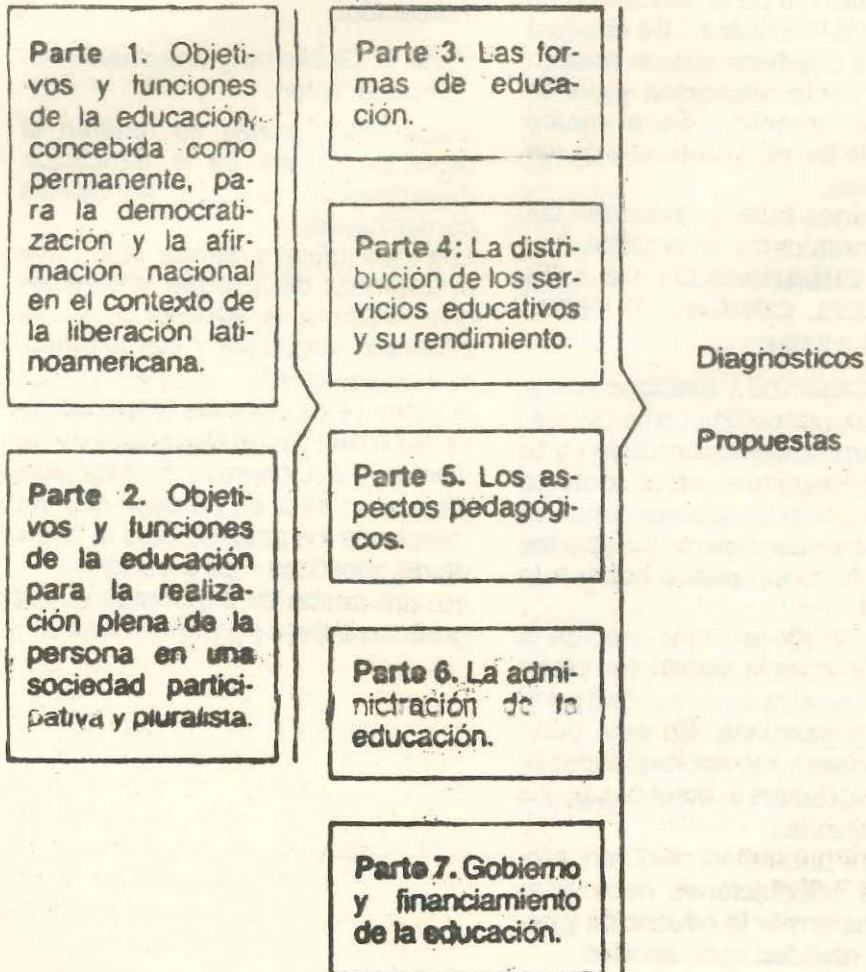 Parte 1. Objeti-
vos y funciones
de la educación,
concebida como
permanente, pa-
ra la democrati-
zación y la afir-
mación nacional
en el contexto de
la liberación lati-
noamericana.
Parte 2. Objeti-
vos y funciones
de la educación
para la realiza-
ción plena de la
persona en una
sociedad partici-
pativa y pluralista.
Parte 3. Las for-
mas de educa-
ción.
Parte 4: La distri-
bución de los ser-
vicios educativos
y su rendimiento.
Parte 5. Los as-
pectos pedagógi-
cos.
Parte 6. La admi-
nistración de la
educación.
Parte 7. Gobierno
y financiamiento
de la educación.
Diagnósticos
Propuestas